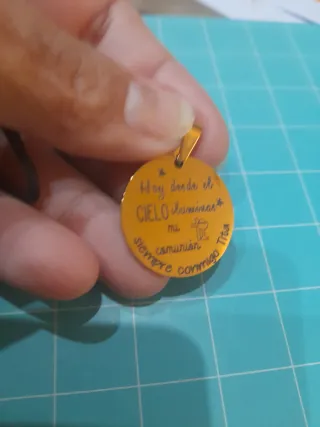 Hoy desde el
CIELO iluminas
mi
comunión
siempre conmigo Tita